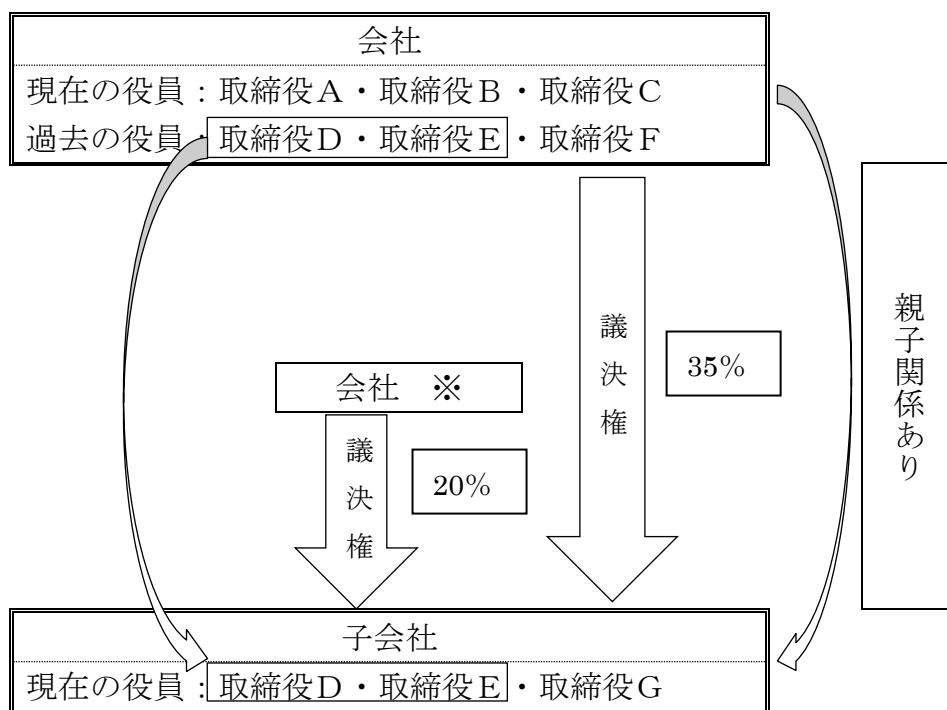 会社
現在の役員：取締役A・取締役B・取締役C
過去の役員：取締役D・取締役E・取締役F
親子関係あり
議決権
35%
会社　※
議決権
20%
子会社
現在の役員：取締役D・取締役E・取締役G